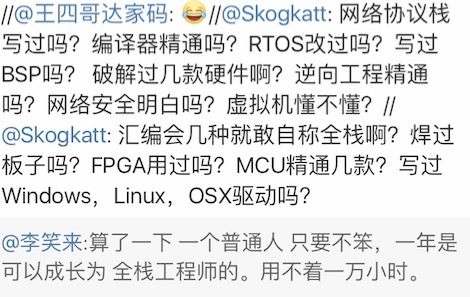 //@王四哥达家码:😂//@Skogkatt: 网络协议栈
写过吗？编译器精通吗？RTOS改过吗？写过
BSP吗？ 破解过几款硬件啊？逆向工程精通
吗？网络安全明白吗？虚拟机懂不懂？//
@Skogkatt: 汇编会几种就敢自称全栈啊？焊过
板子吗？FPGA用过吗？MCU精通几款？写过
Windows，Linux，OSX驱动吗？
@李笑来:算了一下 一个普通人 只要不笨，一年是
可以成长为 全栈工程师的。用不着一万小时。